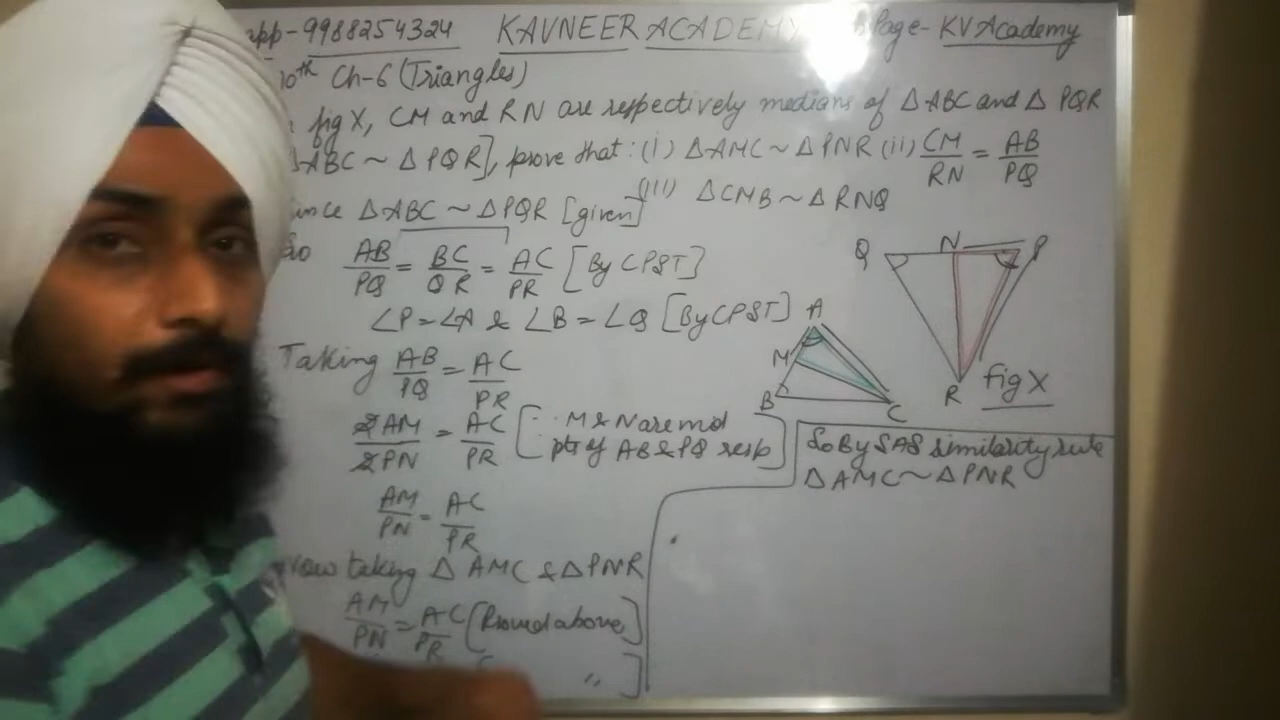 app-9988254324 KAVNEER ACADEMY Page- KVAcademy
10th Ch-6 (Triangles)
fig X, CM and RN are respectively medians of △ABC and △ PQR
△ABC ~ △PQR], prove that: (i) △AMC ~ △PNR (ii) CM/RN = AB/PQ
(iii) △CMB ~ △RNQ
ince △ABC ~ △PQR [given]
So AB/PQ = BC/QR = AC/PR [By CPST]
∠P = ∠A & ∠B = ∠Q [By CPST]
Taking AB/PQ = AC/PR
2AM/2PN = AC/PR [∵ M & N are mid
pts of AB & PQ resp]
AM/PN = AC/PR
Now taking △ AMC & △PNR
AM/PN = AC/PR [Proved above]
〃 ]
Q N P
R
fig X
A
M
B C
So By SAS similarity rule
△AMC ~ △PNR